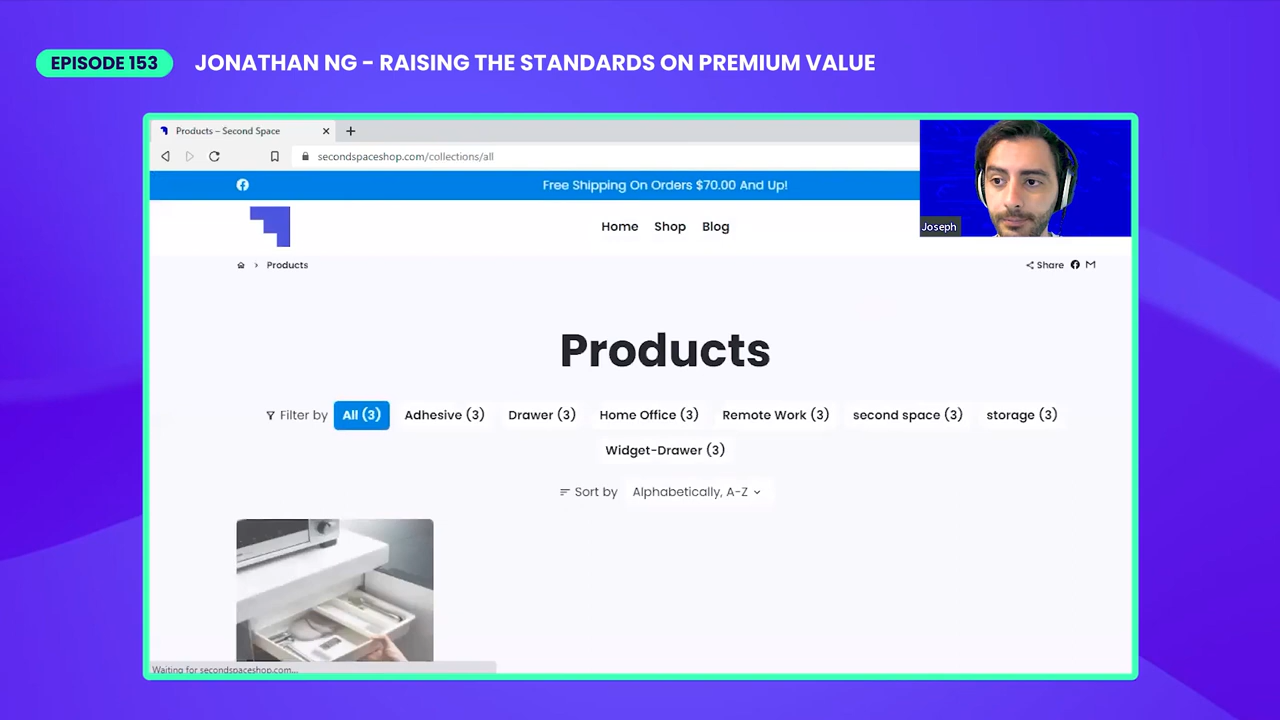 EPISODE 153
JONATHAN NG - RAISING THE STANDARDS ON PREMIUM VALUE
Products – Second Space
secondspaceshop.com/collections/all
Free Shipping On Orders $70.00 And Up!
Joseph
Home Shop Blog
Products
Share
Products
Filter by All (3) Adhesive (3) Drawer (3) Home Office (3) Remote Work (3) second space (3) storage (3)
Widget-Drawer (3)
Sort by Alphabetically, A-Z
Waiting for secondspaceshop.com...